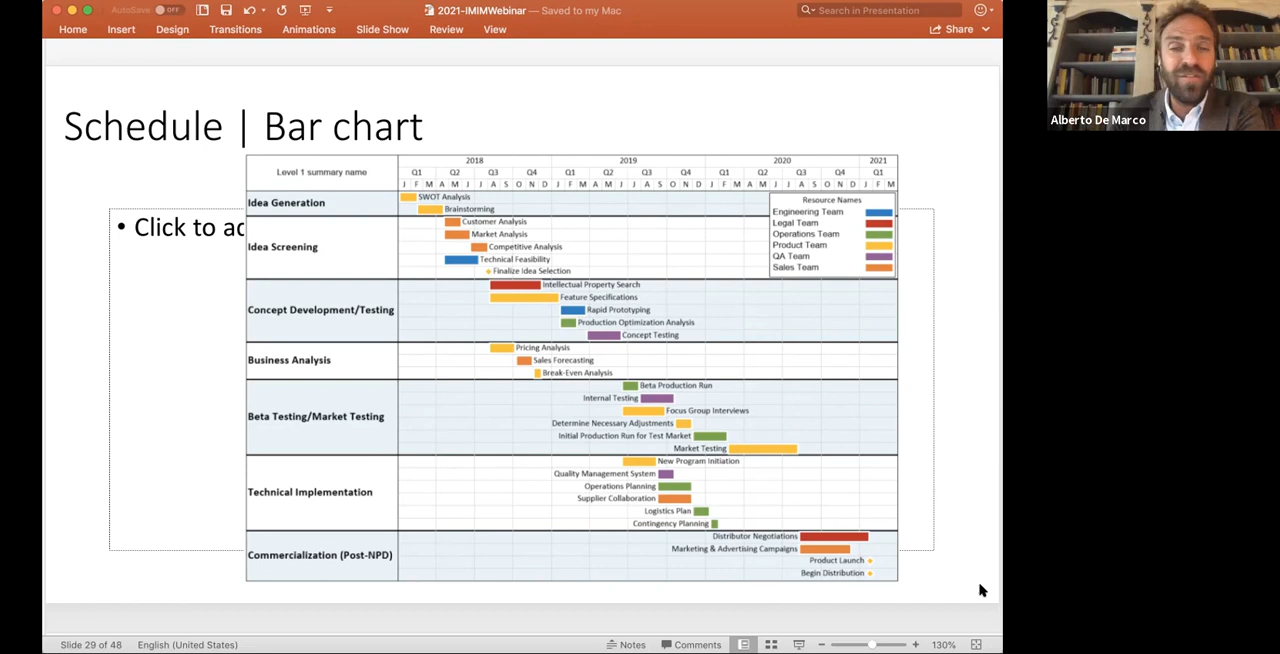 AutoSave OFF
2021-IMIMWebinar — Saved to my Mac
Search in Presentation
Home Insert Design Transitions Animations Slide Show Review View
Share
Alberto De Marco
Schedule | Bar chart
• Click to ad
Level 1 summary name
2018 2019 2020 2021
Q1 Q2 Q3 Q4 Q1 Q2 Q3 Q4 Q1 Q2 Q3 Q4 Q1
J F M A M J J A S O N D J F M A M J J A S O N D J F M A M J J A S O N D J F M
Resource Names
Engineering Team
Legal Team
Operations Team
Product Team
QA Team
Sales Team
Idea Generation
SWOT Analysis
Brainstorming
Idea Screening
Customer Analysis
Market Analysis
Competitive Analysis
Technical Feasibility
Finalize Idea Selection
Concept Development/Testing
Intellectual Property Search
Feature Specifications
Rapid Prototyping
Production Optimization Analysis
Concept Testing
Business Analysis
Pricing Analysis
Sales Forecasting
Break-Even Analysis
Beta Testing/Market Testing
Beta Production Run
Internal Testing
Focus Group Interviews
Determine Necessary Adjustments
Initial Production Run for Test Market
Market Testing
Technical Implementation
New Program Initiation
Quality Management System
Operations Planning
Supplier Collaboration
Logistics Plan
Contingency Planning
Commercialization (Post-NPD)
Distributor Negotiations
Marketing & Advertising Campaigns
Product Launch
Begin Distribution
Slide 29 of 48 English (United States)
Notes Comments 130%